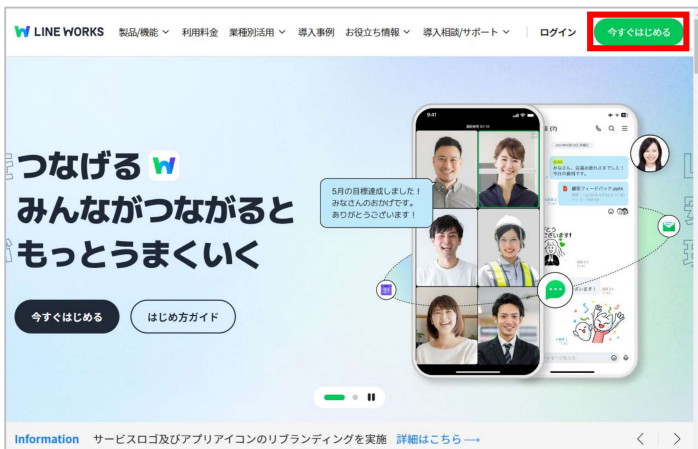 LINE WORKS 製品/機能 利用料金 業種別活用 導入事例 お役立ち情報 導入相談/サポート ログイン 今すぐはじめる
つなげる
みんながつながると
もっとうまくいく
今すぐはじめる はじめ方ガイド
5月の目標達成しました！
みなさんのおかげです。
ありがとうございます！
9:41
31
Information サービスロゴ及びアプリアイコンのリブランディングを実施 詳細はこちら→